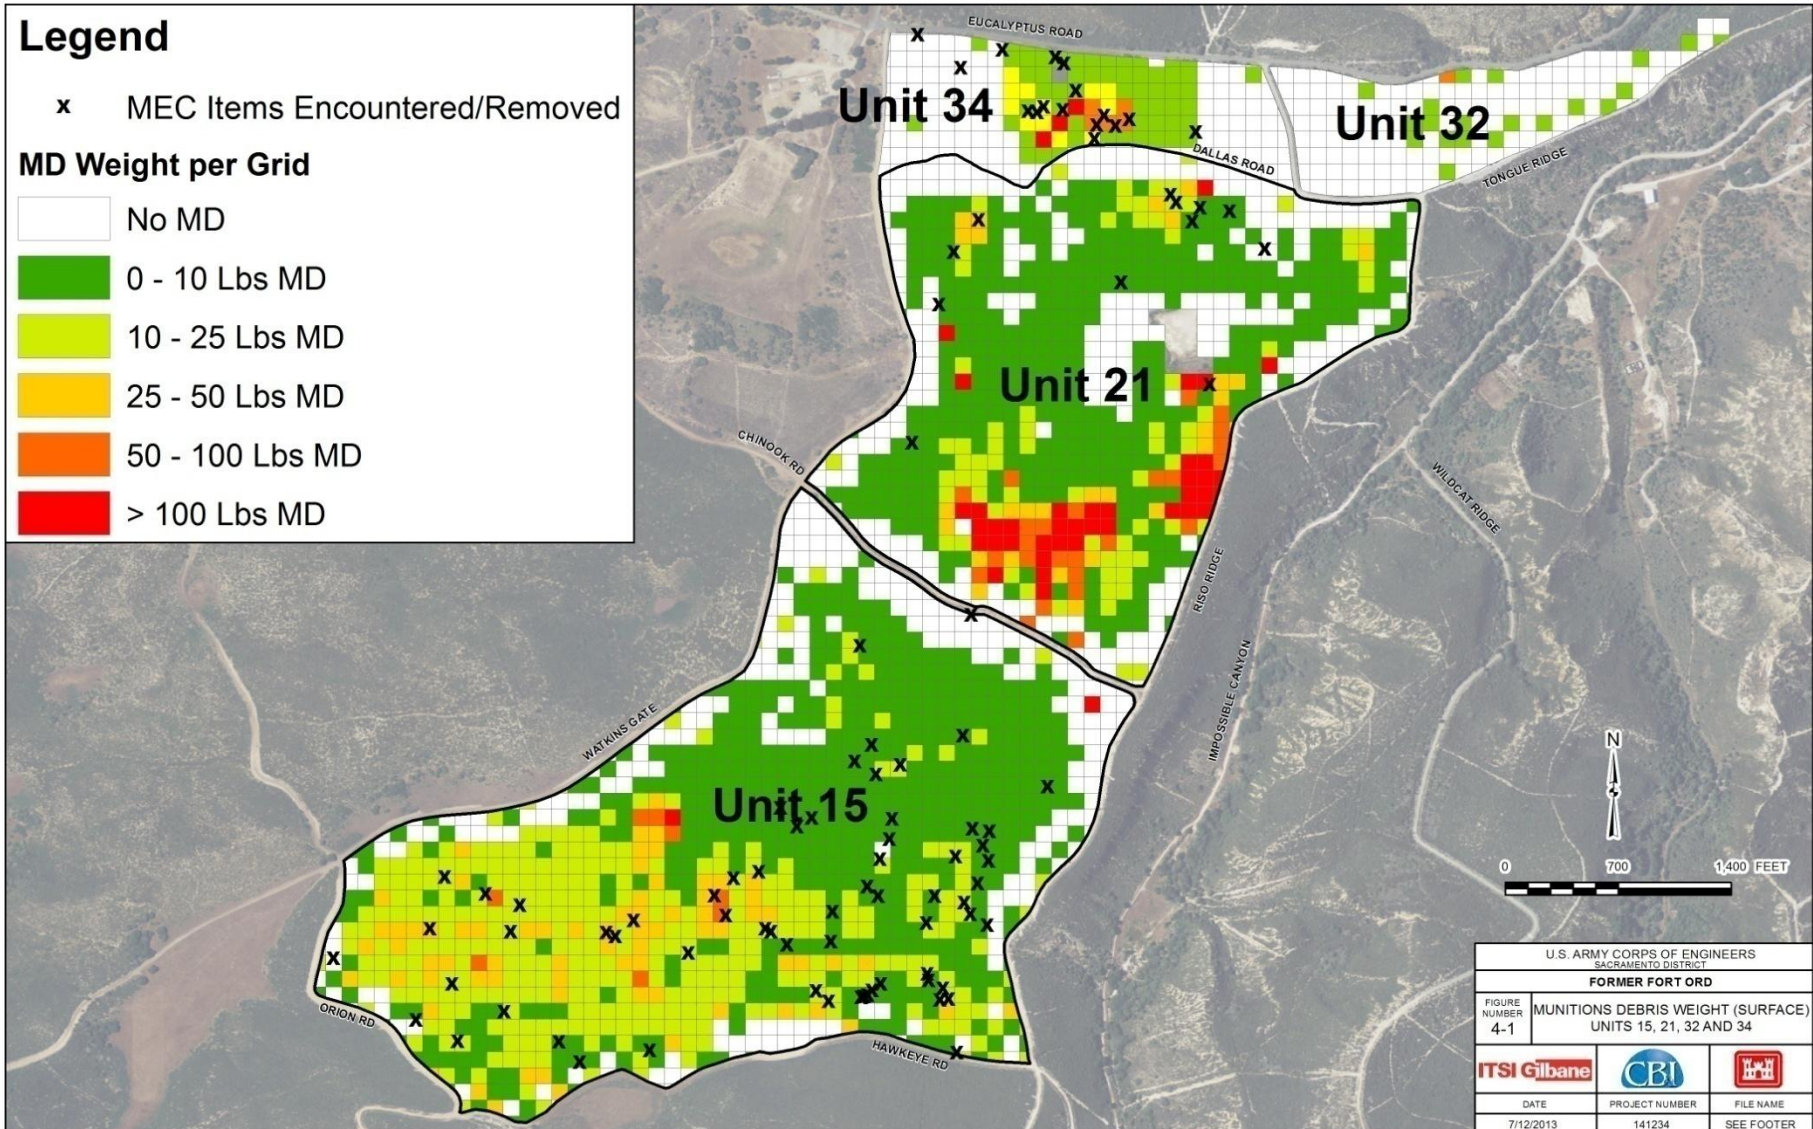 Legend
x MEC Items Encountered/Removed
MD Weight per Grid
No MD
0 - 10 Lbs MD
10 - 25 Lbs MD
25 - 50 Lbs MD
50 - 100 Lbs MD
> 100 Lbs MD
EUCALYPTUS ROAD
Unit 34
Unit 32
DALLAS ROAD
TONGUE RIDGE
Unit 21
CHINOOK RD
WILDCAT RIDGE
RISO RIDGE
IMPOSSIBLE CANYON
WATKINS GATE
Unit 15
ORION RD
HAWKEYE RD
N
0 700 1,400 FEET
U.S. ARMY CORPS OF ENGINEERS
SACRAMENTO DISTRICT
FORMER FORT ORD
FIGURE
NUMBER
4-1
MUNITIONS DEBRIS WEIGHT (SURFACE)
UNITS 15, 21, 32 AND 34
ITSI Gilbane
CBI
DATE
PROJECT NUMBER
FILE NAME
7/12/2013
141234
SEE FOOTER